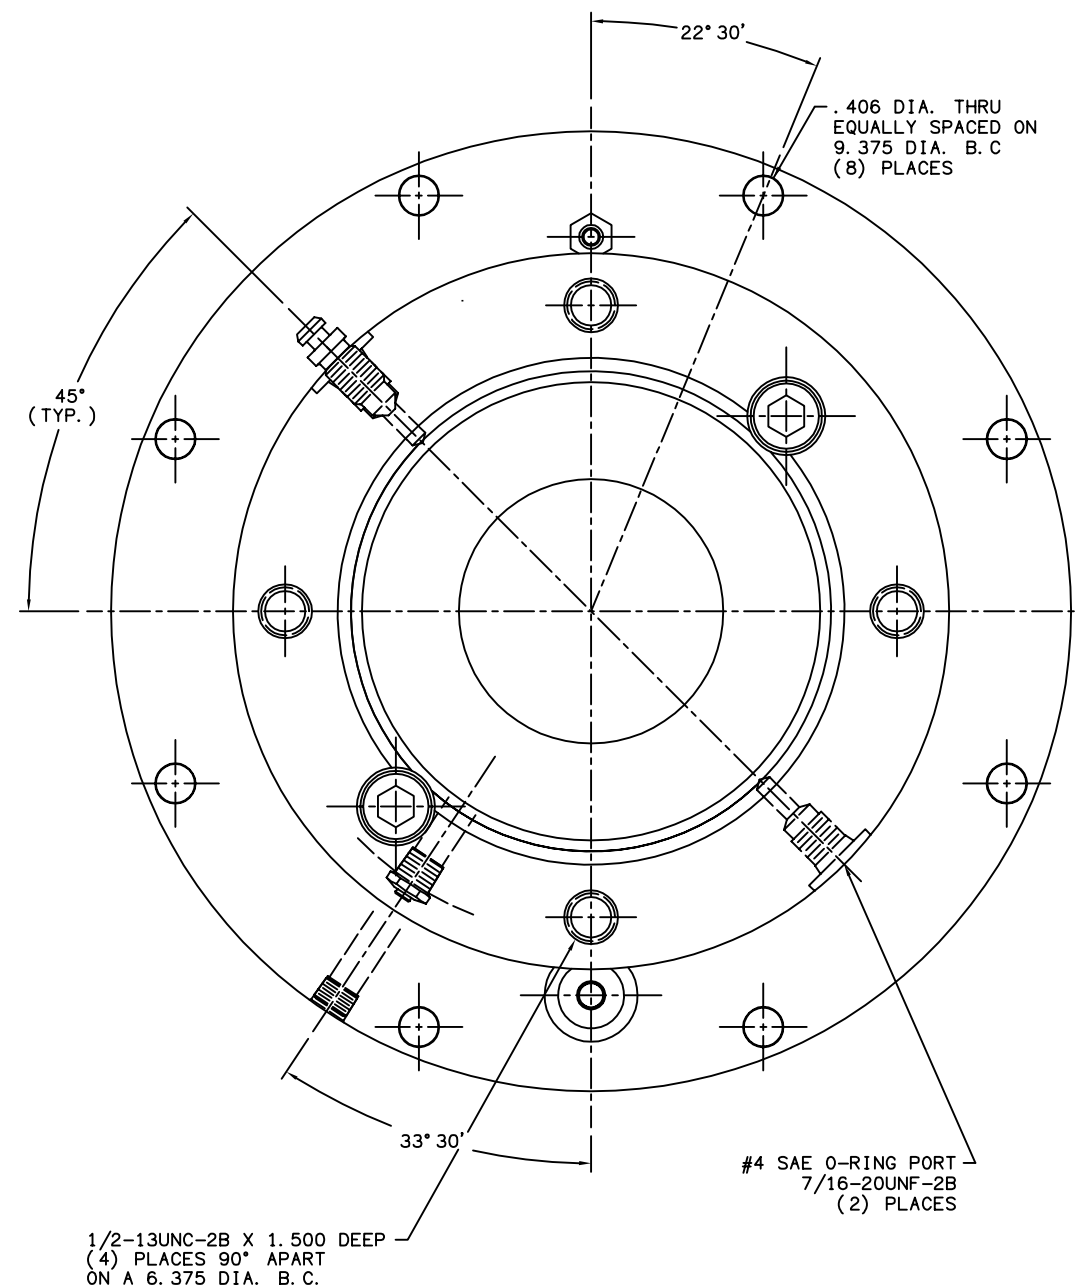 22° 30'
.406 DIA. THRU
EQUALLY SPACED ON
9.375 DIA. B.C
(8) PLACES
45°
(TYP.)
33° 30'
#4 SAE O-RING PORT
7/16-20UNF-2B
(2) PLACES
1/2-13UNC-2B X 1.500 DEEP
(4) PLACES 90° APART
ON A 6.375 DIA. B.C.